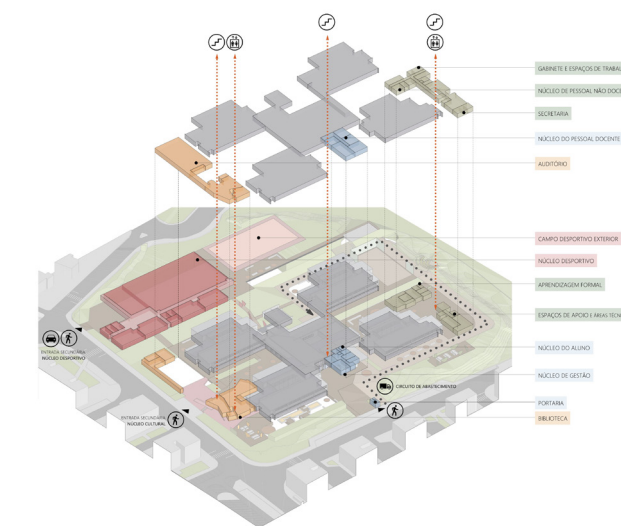 GABINETE E ESPAÇOS DE TRABAL
NÚCLEO DE PESSOAL NÃO DOCE
SECRETARIA
NÚCLEO DO PESSOAL DOCENTE
AUDITÓRIO
CAMPO DESPORTIVO EXTERIOR
NÚCLEO DESPORTIVO
APRENDIZAGEM FORMAL
ESPAÇOS DE APOIO E ÁREAS TÉCNI
ENTRADA SECUNDÁRIA
NÚCLEO DESPORTIVO
NÚCLEO DO ALUNO
NÚCLEO DE GESTÃO
CIRCUITO DE ABASTECIMENTO
PORTARIA
ENTRADA SECUNDÁRIA
NÚCLEO CULTURAL
BIBLIOTECA